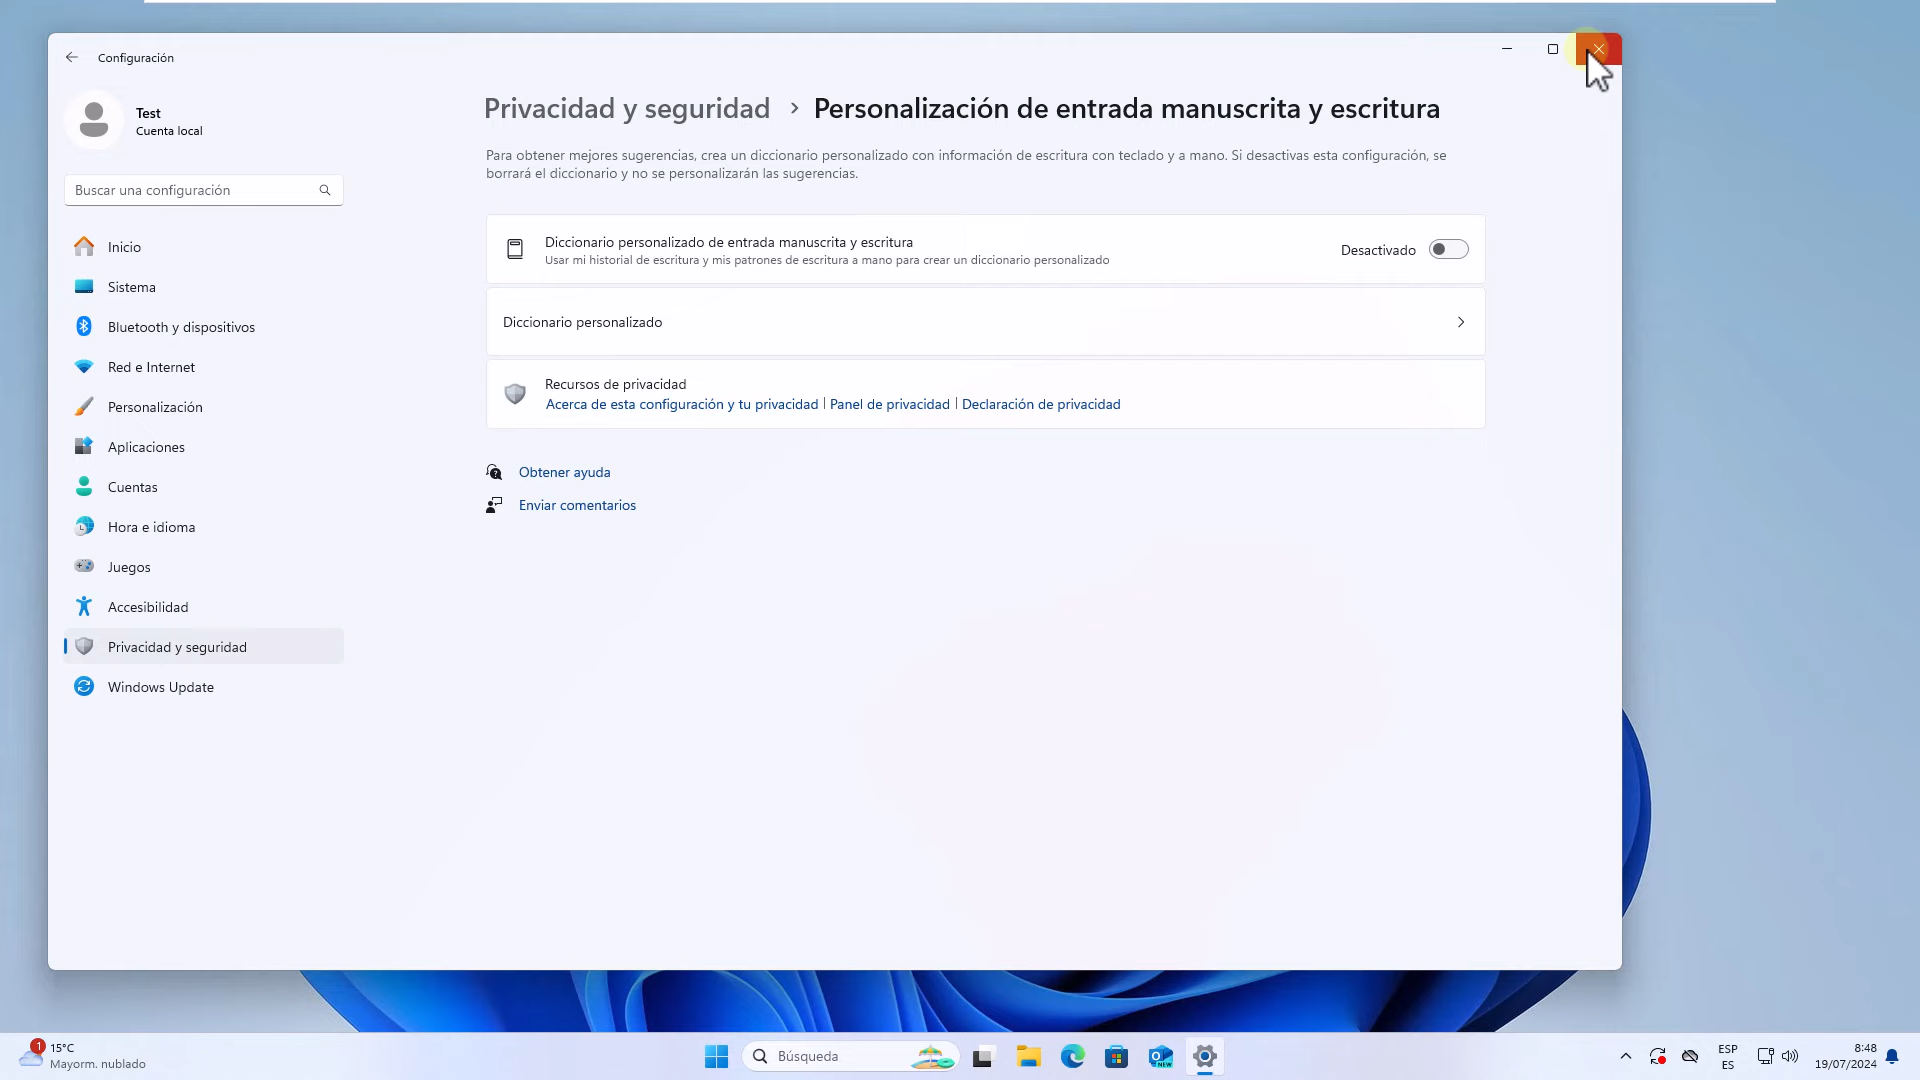 Configuración
Test
Cuenta local
Buscar una configuración
Inicio
Sistema
Bluetooth y dispositivos
Red e Internet
Personalización
Aplicaciones
Cuentas
Hora e idioma
Juegos
Accesibilidad
Privacidad y seguridad
Windows Update
Privacidad y seguridad > Personalización de entrada manuscrita y escritura
Para obtener mejores sugerencias, crea un diccionario personalizado con información de escritura con teclado y a mano. Si desactivas esta configuración, se
borrará el diccionario y no se personalizarán las sugerencias.
Diccionario personalizado de entrada manuscrita y escritura
Usar mi historial de escritura y mis patrones de escritura a mano para crear un diccionario personalizado
Desactivado
Diccionario personalizado
Recursos de privacidad
Acerca de esta configuración y tu privacidad | Panel de privacidad | Declaración de privacidad
Obtener ayuda
Enviar comentarios
1
15°C
Mayorm. nublado
Búsqueda
NEW
ESP
ES
8:48
19/07/2024